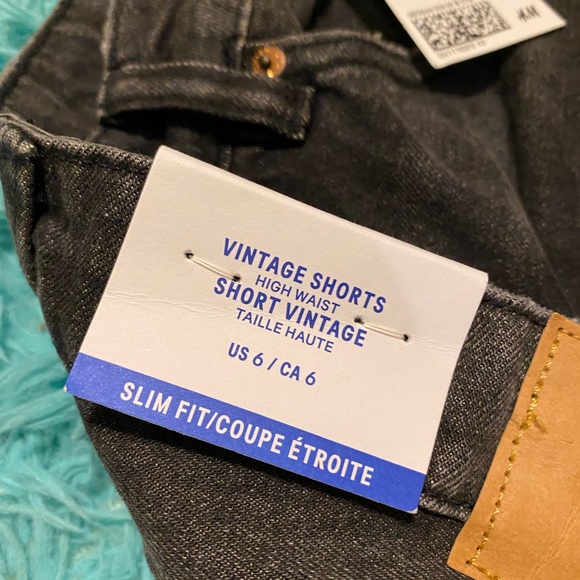 H&M
VINTAGE SHORTS
HIGH WAIST
SHORT VINTAGE
TAILLE HAUTE
US 6 / CA 6
SLIM FIT/COUPE ÉTROITE